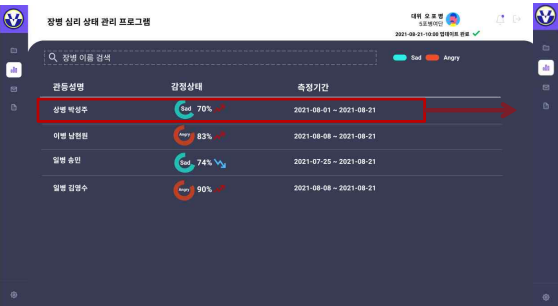 장병 심리 상태 관리 프로그램
대위 오포병
5포병여단
2021-08-21-10:00 업데이트 완료
장병 이름 검색
Sad Angry
관등성명 감정상태 측정기간
상병 박성주 Sad 70% 2021-08-01 ~ 2021-08-21
이병 남현원 Angry 83% 2021-08-08 ~ 2021-08-21
일병 송민 Sad 74% 2021-07-25 ~ 2021-08-21
일병 김영수 Angry 90% 2021-08-08 ~ 2021-08-21